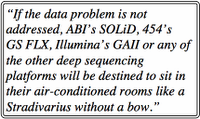 “If the data problem is not
addressed, ABI’s SOLiD, 454’s
GS FLX, Illumina’s GAII or any of
the other deep sequencing
platforms will be destined to sit in
their air-conditioned rooms like a
Stradivarius without a bow.”